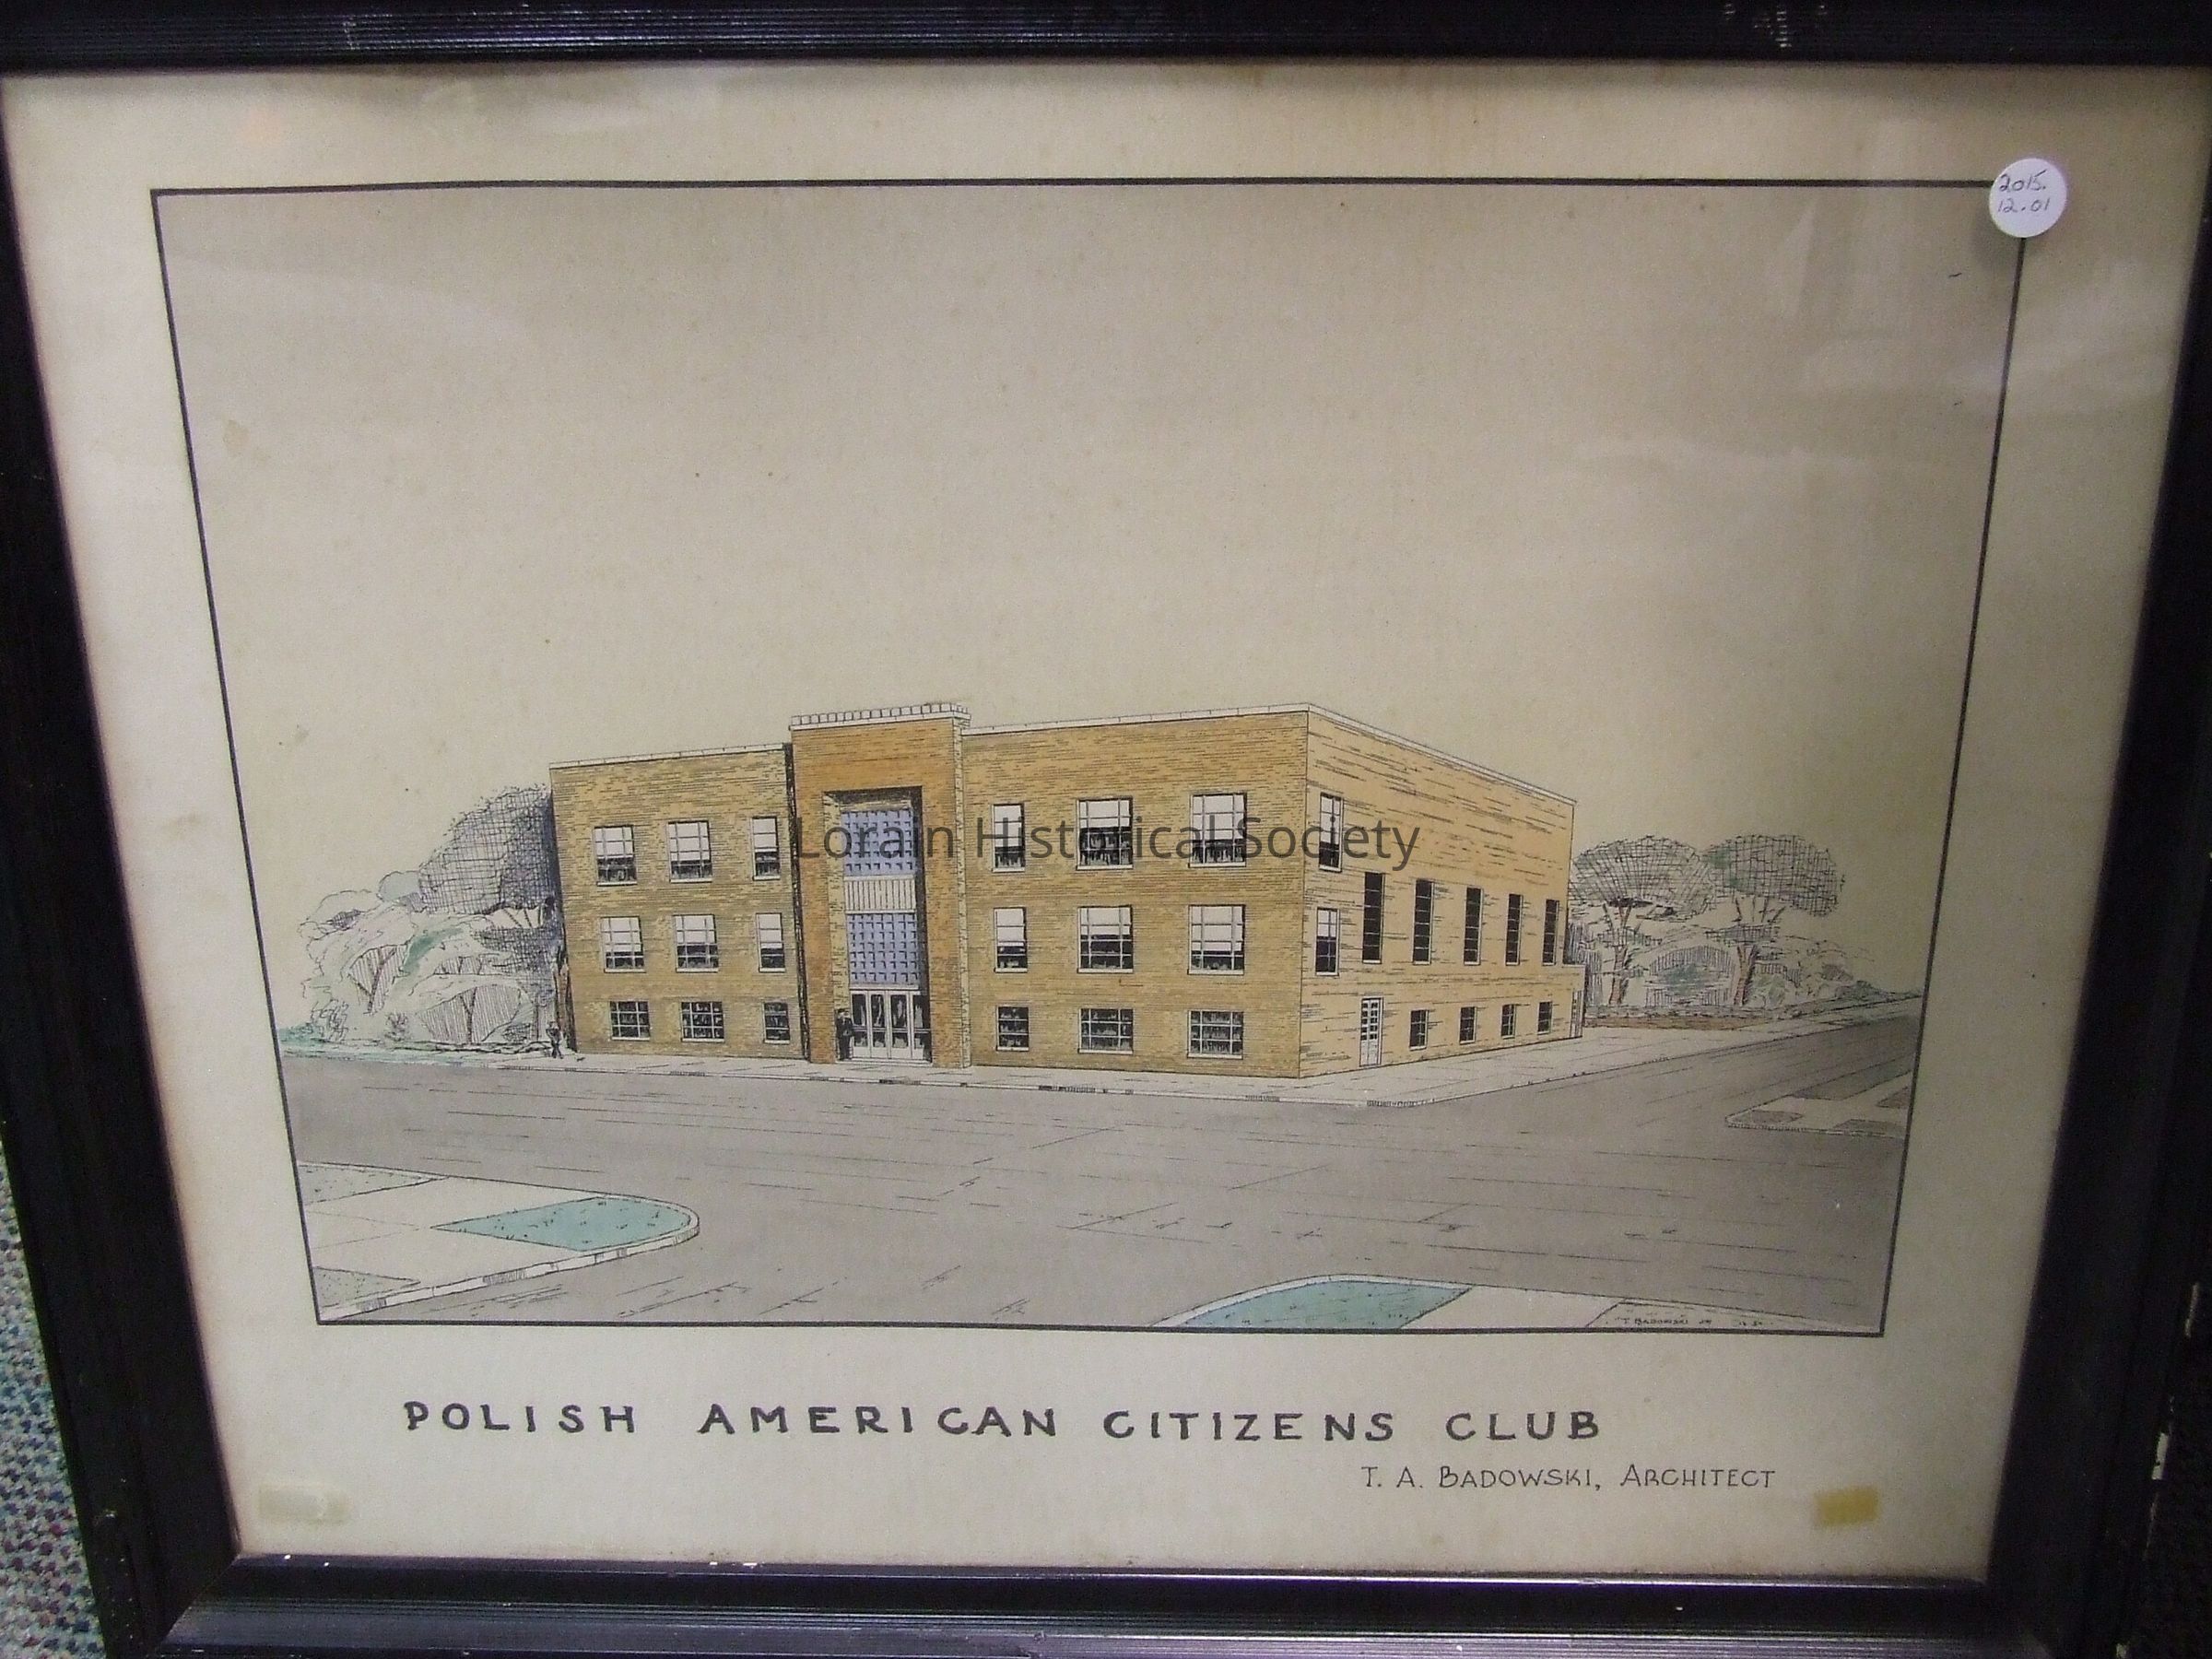 2015.
12.01
Lorain Historical Society
POLISH AMERICAN CITIZENS CLUB
T. A. BADOWSKI, ARCHITECT